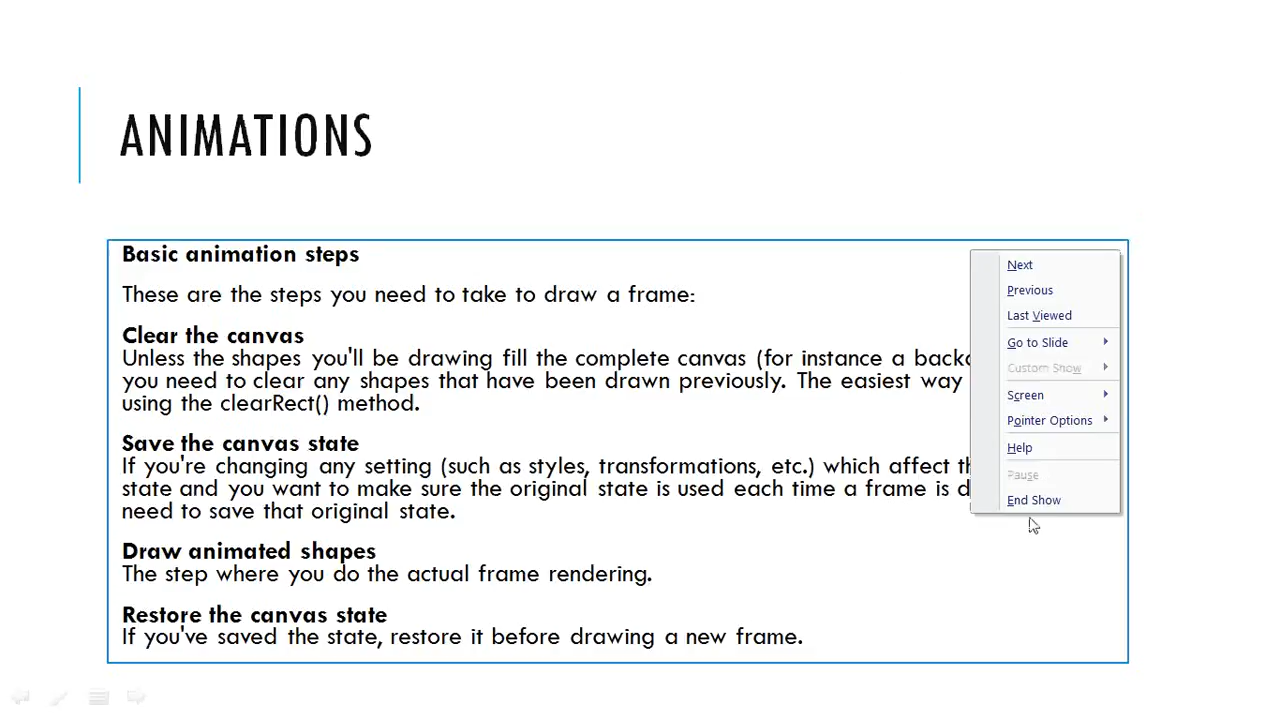 ANIMATIONS
Basic animation steps
These are the steps you need to take to draw a frame:
Clear the canvas
Unless the shapes you'll be drawing fill the complete canvas (for instance a
you need to clear any shapes that have been drawn previously. The easiest way
using the clearRect() method.
Save the canvas state
If you're changing any setting (such as styles, transformations, etc.) which affect
state and you want to make sure the original state is used each time a frame is
need to save that original state.
Draw animated shapes
The step where you do the actual frame rendering.
Restore the canvas state
If you've saved the state, restore it before drawing a new frame.
Next
Previous
Last Viewed
Go to Slide
Custom Show
Screen
Pointer Options
Help
Pause
End Show